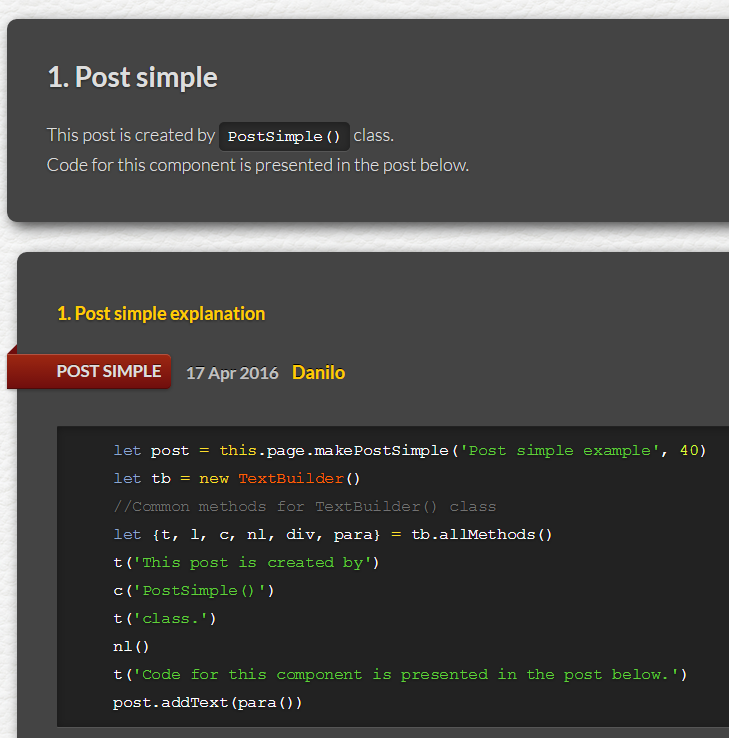 1. Post simple
This post is created by PostSimple() class.
Code for this component is presented in the post below.
1. Post simple explanation
POST SIMPLE 17 Apr 2016 Danilo
let post = this.page.makePostSimple('Post simple example', 40)
let tb = new TextBuilder()
//Common methods for TextBuilder() class
let {t, l, c, nl, div, para} = tb.allMethods()
t('This post is created by')
c('PostSimple()')
t('class.')
nl()
t('Code for this component is presented in the post below.')
post.addText(para())